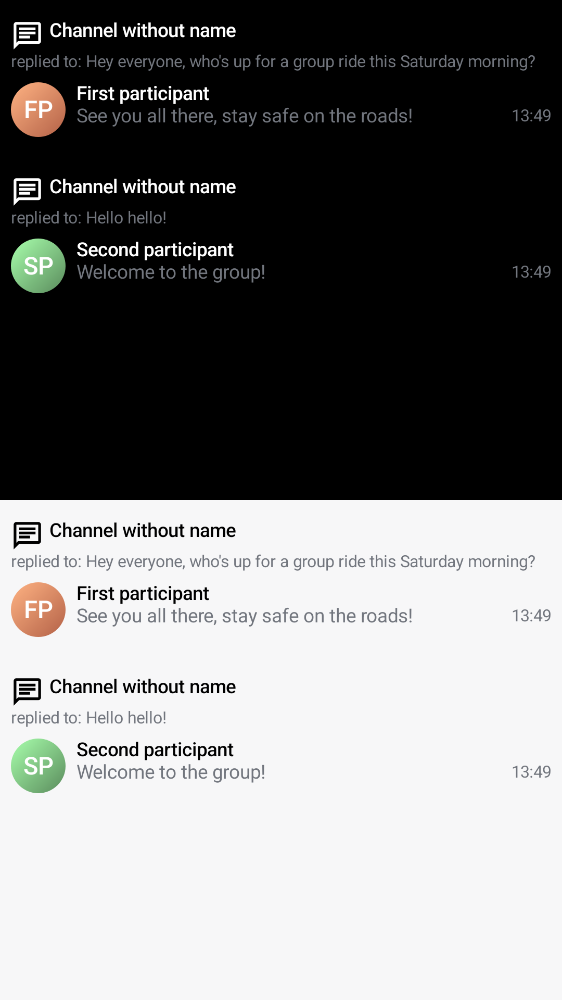 Channel without name
replied to: Hey everyone, who's up for a group ride this Saturday morning?
FP
First participant
See you all there, stay safe on the roads!
13:49
Channel without name
replied to: Hello hello!
SP
Second participant
Welcome to the group!
13:49
Channel without name
replied to: Hey everyone, who's up for a group ride this Saturday morning?
FP
First participant
See you all there, stay safe on the roads!
13:49
Channel without name
replied to: Hello hello!
SP
Second participant
Welcome to the group!
13:49